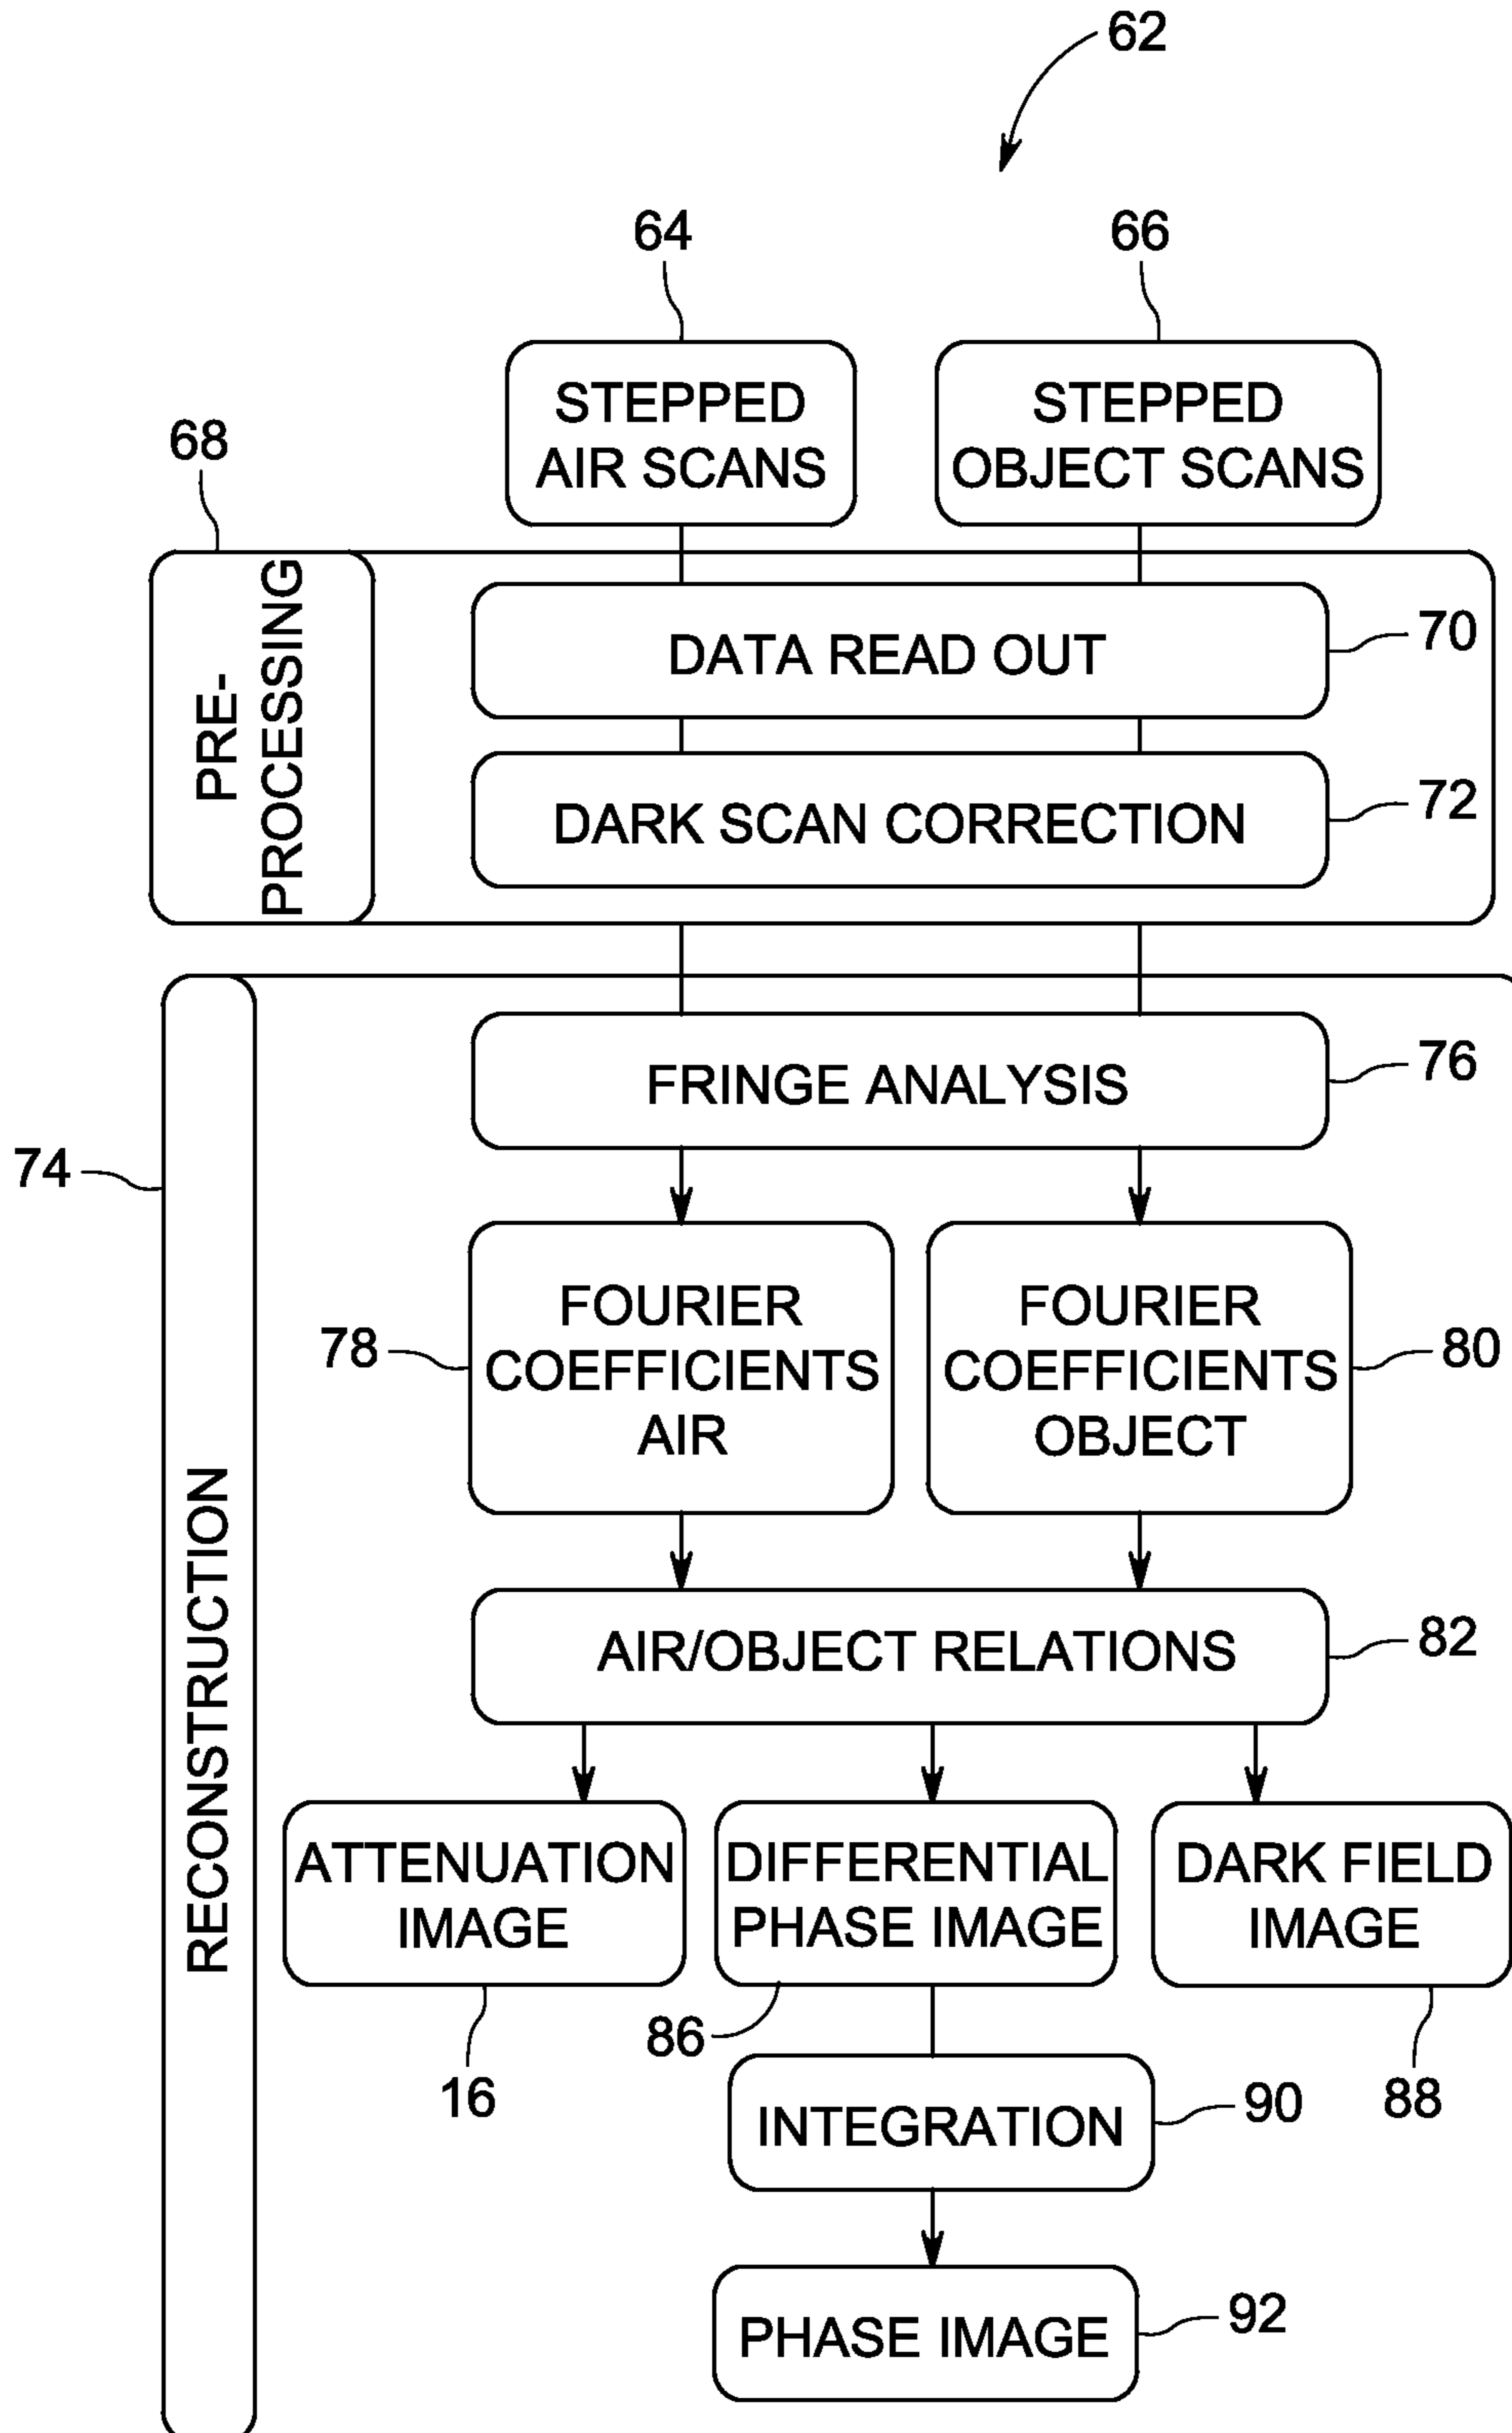 62
64
66
STEPPED
AIR SCANS
STEPPED
OBJECT SCANS
68
PRE-
PROCESSING
DATA READ OUT
70
DARK SCAN CORRECTION
72
74
RECONSTRUCTION
FRINGE ANALYSIS
76
78
FOURIER
COEFFICIENTS
AIR
FOURIER
COEFFICIENTS
OBJECT
80
AIR/OBJECT RELATIONS
82
ATTENUATION
IMAGE
16
DIFFERENTIAL
PHASE IMAGE
86
DARK FIELD
IMAGE
88
INTEGRATION
90
PHASE IMAGE
92